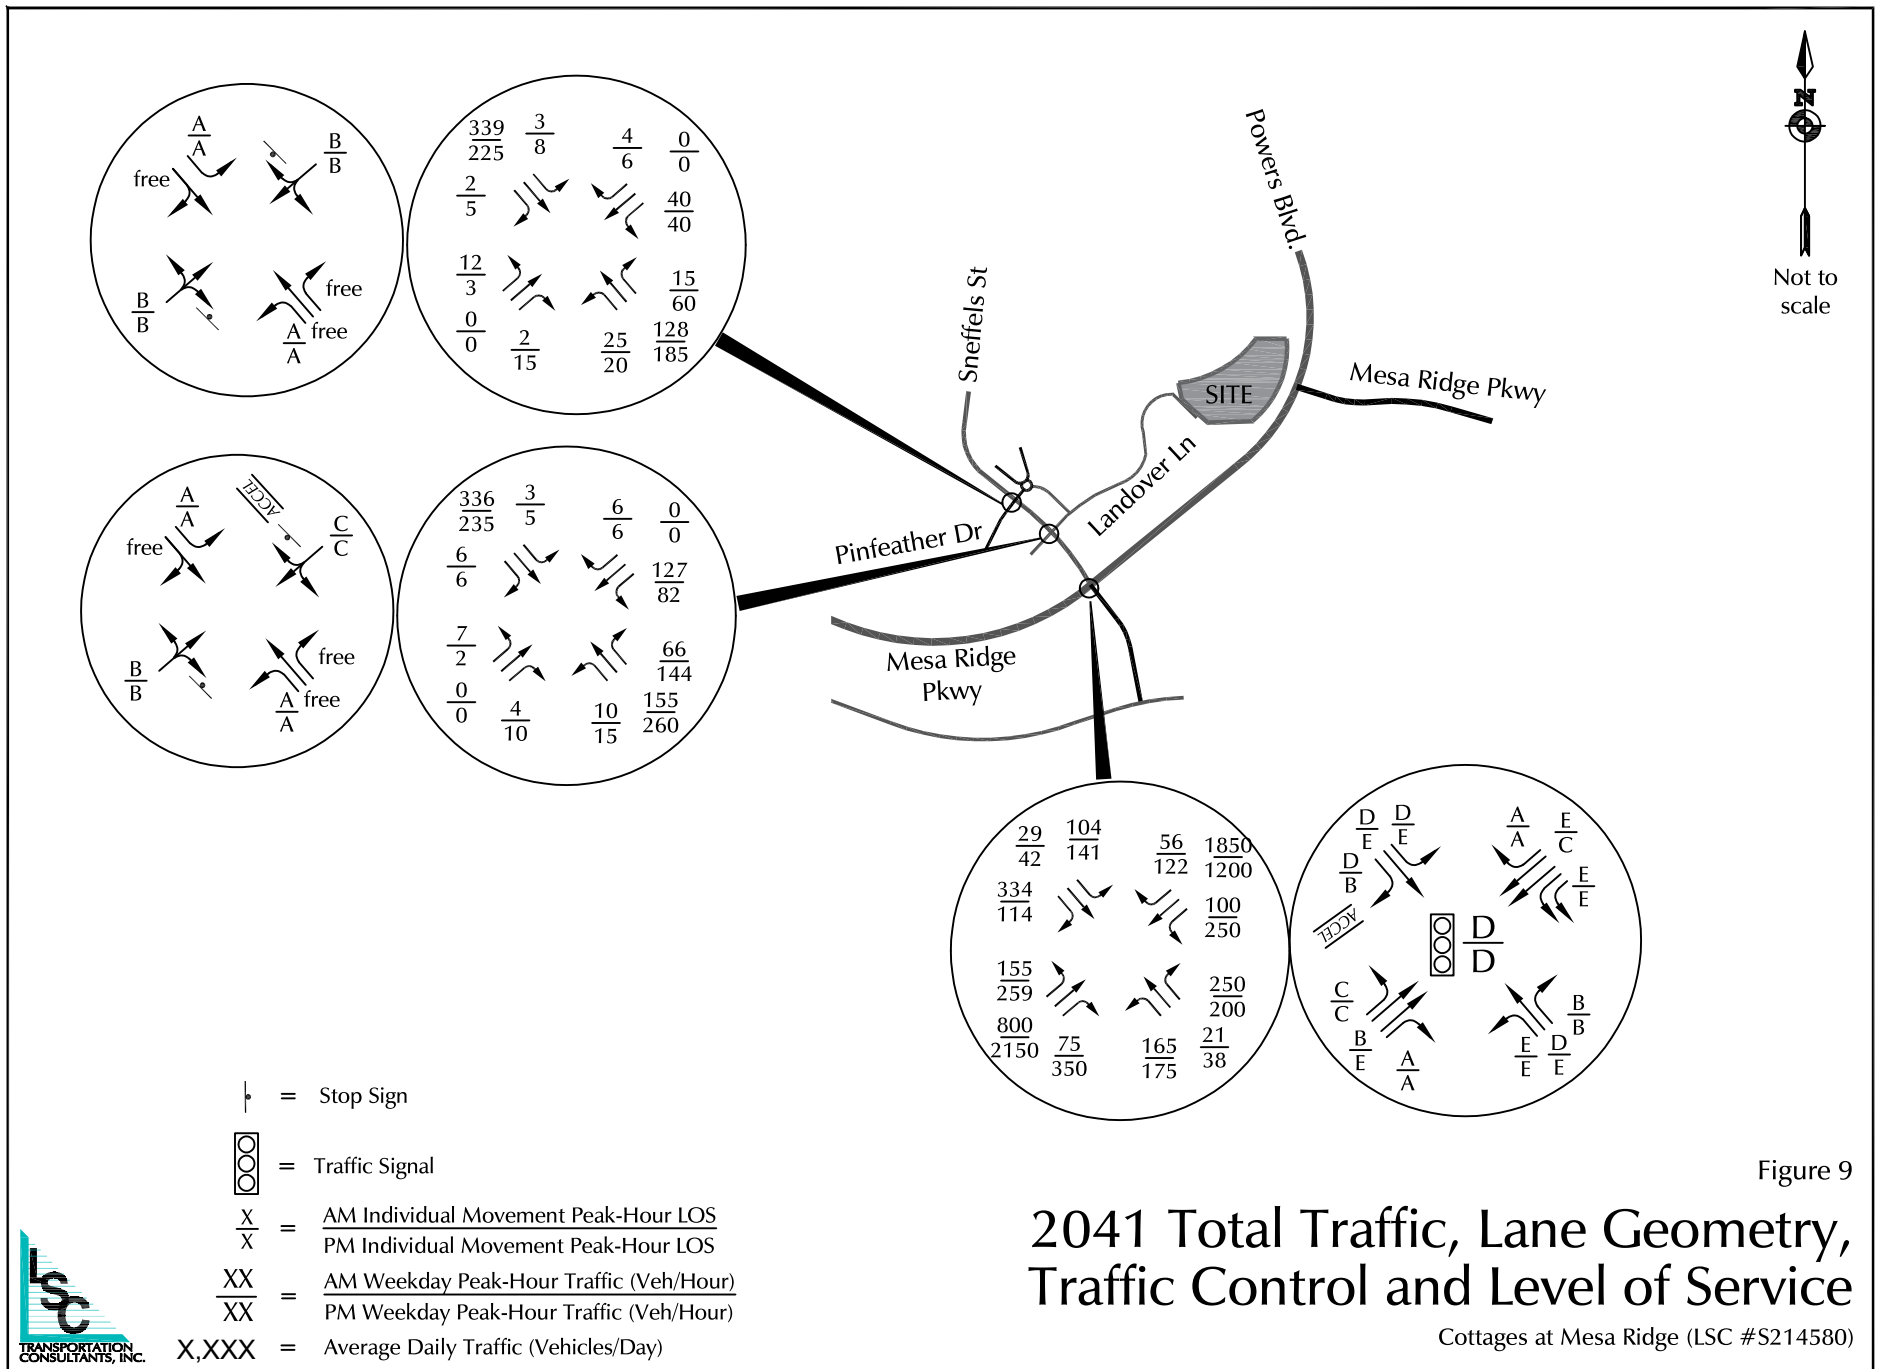 A
A
free
B
B
B
B
free
A free
A
339
225
3
8
4
6
0
0
2
5
40
40
12
3
15
60
0
0
2
15
25
20
128
185
A
A
ACCEL
free
C
C
B
B
free
A free
A
336
235
3
5
6
6
0
0
6
6
127
82
7
2
66
144
0
0
4
10
10
15
155
260
Powers Blvd.
Sneffels St
SITE
Mesa Ridge Pkwy
Landover Ln
Pinfeather Dr
Mesa Ridge
Pkwy
N
Not to
scale
29
42
104
141
56
122
1850
1200
334
114
100
250
155
259
250
200
800
2150
75
350
165
175
21
38
D
E
D
E
A
A
E
C
D
B
E
E
ACCEL
D
D
C
C
B
B
B
E
A
A
E
E
D
E
= Stop Sign
= Traffic Signal
X
X
=
AM Individual Movement Peak-Hour LOS
PM Individual Movement Peak-Hour LOS
XX
XX
=
AM Weekday Peak-Hour Traffic (Veh/Hour)
PM Weekday Peak-Hour Traffic (Veh/Hour)
X,XXX = Average Daily Traffic (Vehicles/Day)
LSC
TRANSPORTATION
CONSULTANTS, INC.
Figure 9
2041 Total Traffic, Lane Geometry,
Traffic Control and Level of Service
Cottages at Mesa Ridge (LSC #S214580)